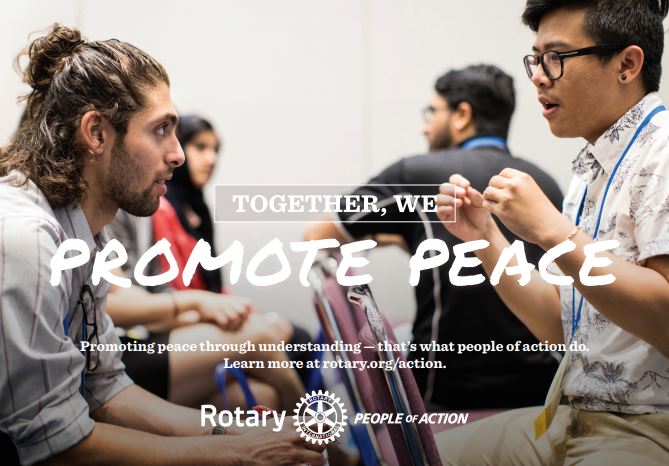 TOGETHER, WE
PROMOTE PEACE
Promoting peace through understanding — that's what people of action do.
Learn more at rotary.org/action.
Rotary
ROTARY
INTERNATIONAL
PEOPLE OF ACTION